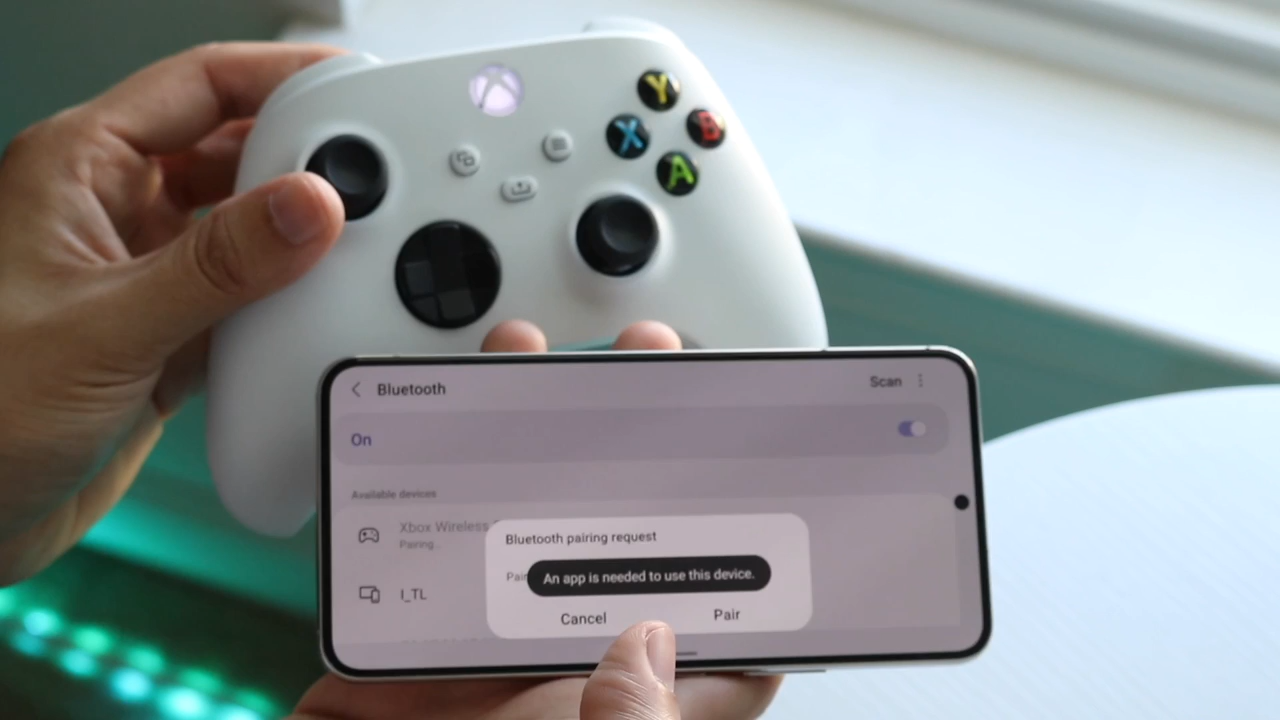 Y
X
B
A
Bluetooth
Scan
On
Available devices
Xbox Wireless
Pairing...
Bluetooth pairing request
Pair
An app is needed to use this device.
I_TL
Cancel
Pair